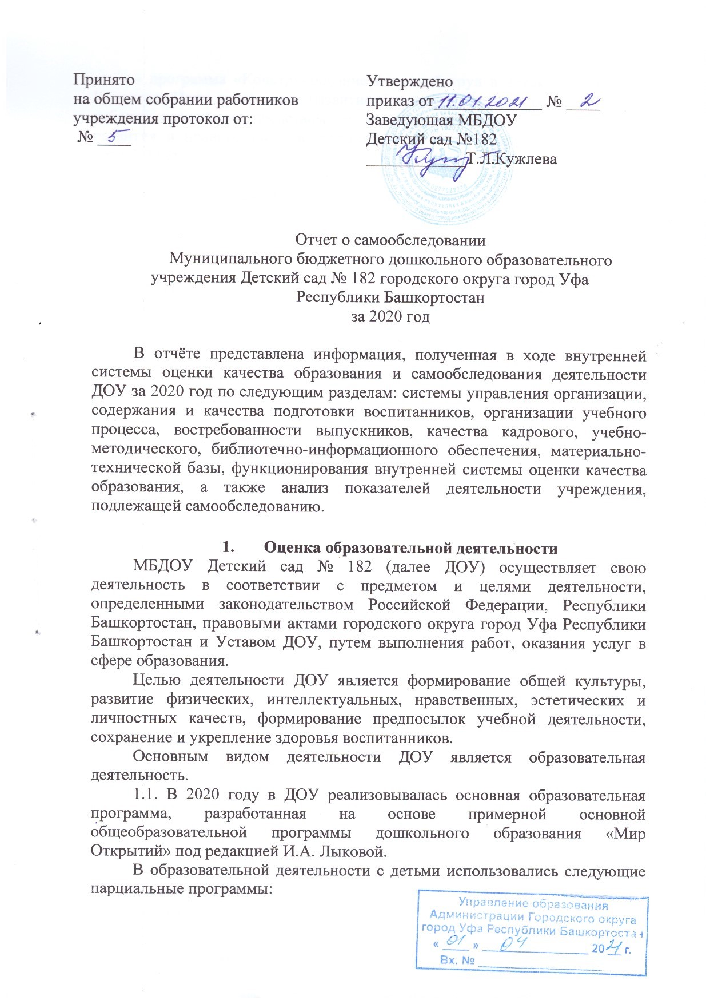 Принято
на общем собрании работников
учреждения протокол от:
№ 5
Утверждено
приказ от 11.01.2021 № 2
Заведующая МБДОУ
Детский сад №182
Т.Л.Кужлева
Отчет о самообследовании
Муниципального бюджетного дошкольного образовательного
учреждения Детский сад № 182 городского округа город Уфа
Республики Башкортостан
за 2020 год
В отчёте представлена информация, полученная в ходе внутренней
системы оценки качества образования и самообследования деятельности
ДОУ за 2020 год по следующим разделам: системы управления организации,
содержания и качества подготовки воспитанников, организации учебного
процесса, востребованности выпускников, качества кадрового, учебно-
методического, библиотечно-информационного обеспечения, материально-
технической базы, функционирования внутренней системы оценки качества
образования, а также анализ показателей деятельности учреждения,
подлежащей самообследованию.
1. Оценка образовательной деятельности
МБДОУ Детский сад № 182 (далее ДОУ) осуществляет свою
деятельность в соответствии с предметом и целями деятельности,
определенными законодательством Российской Федерации, Республики
Башкортостан, правовыми актами городского округа город Уфа Республики
Башкортостан и Уставом ДОУ, путем выполнения работ, оказания услуг в
сфере образования.
Целью деятельности ДОУ является формирование общей культуры,
развитие физических, интеллектуальных, нравственных, эстетических и
личностных качеств, формирование предпосылок учебной деятельности,
сохранение и укрепление здоровья воспитанников.
Основным видом деятельности ДОУ является образовательная
деятельность.
1.1. В 2020 году в ДОУ реализовывалась основная образовательная
программа, разработанная на основе примерной основной
общеобразовательной программы дошкольного образования «Мир
Открытий» под редакцией И.А. Лыковой.
В образовательной деятельности с детьми использовались следующие
парциальные программы:
Управление образования
Администрации Городского округа
город Уфа Республики Башкортостан
« 01 » 04 2021 г.
Вх. №